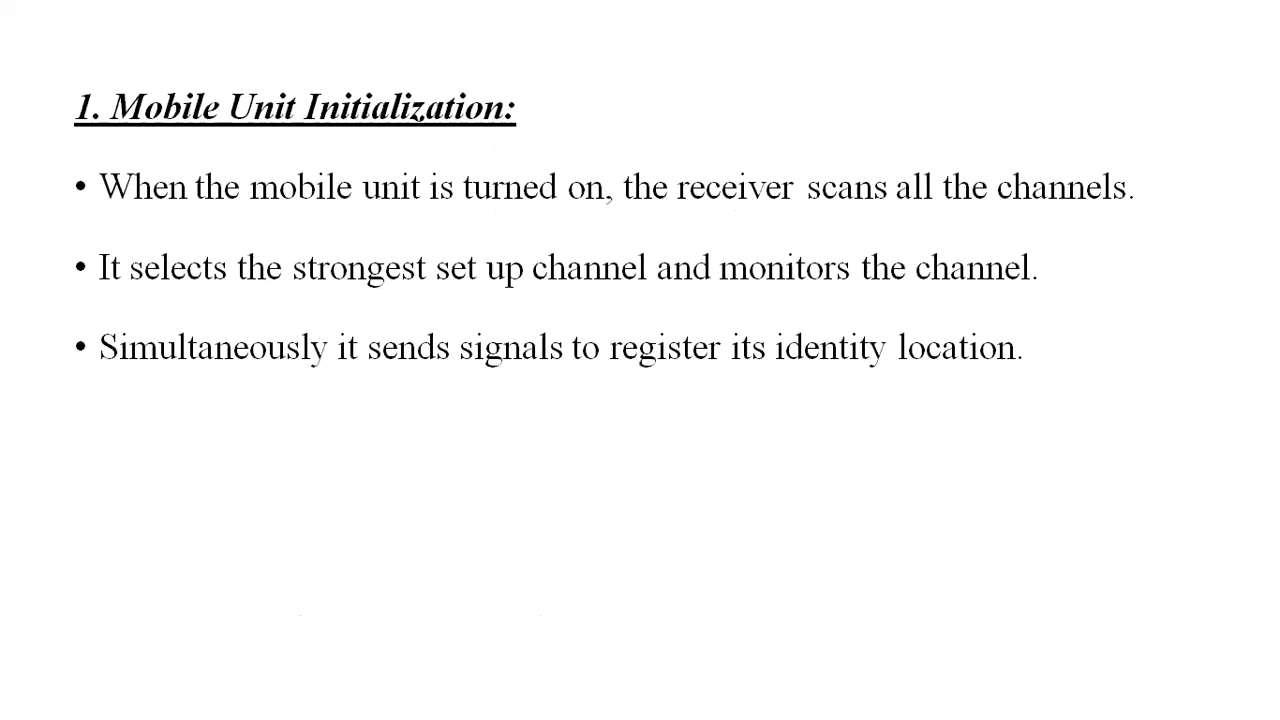 1. Mobile Unit Initialization:
• When the mobile unit is turned on, the receiver scans all the channels.
• It selects the strongest set up channel and monitors the channel.
• Simultaneously it sends signals to register its identity location.